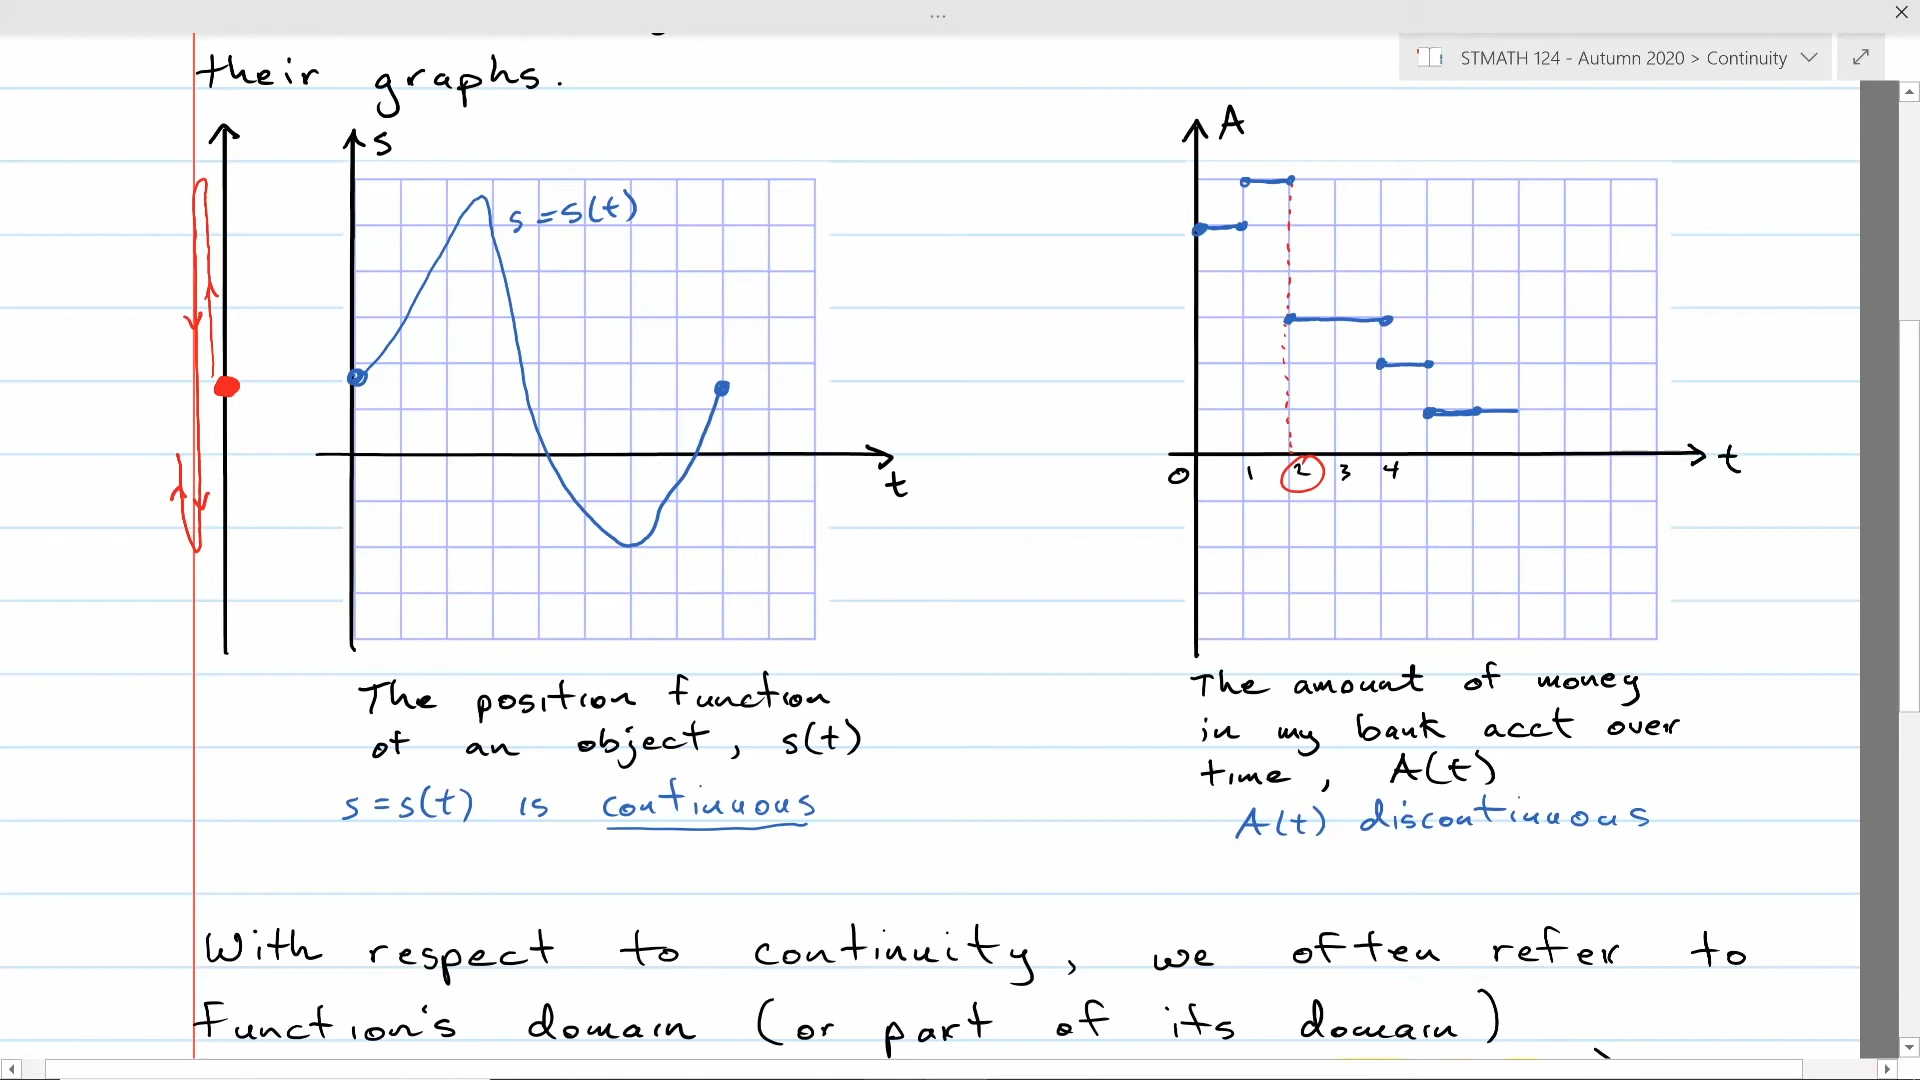 ...
STMATH 124 - Autumn 2020 > Continuity
their graphs.
s
s = s(t)
t
A
0 1 2 3 4
t
The position function
of an object, s(t)
s = s(t) is continuous
The amount of money
in my bank acct over
time, A(t)
A(t) discontinuous
With respect to continuity, we often refer to
function's domain (or part of its domain)